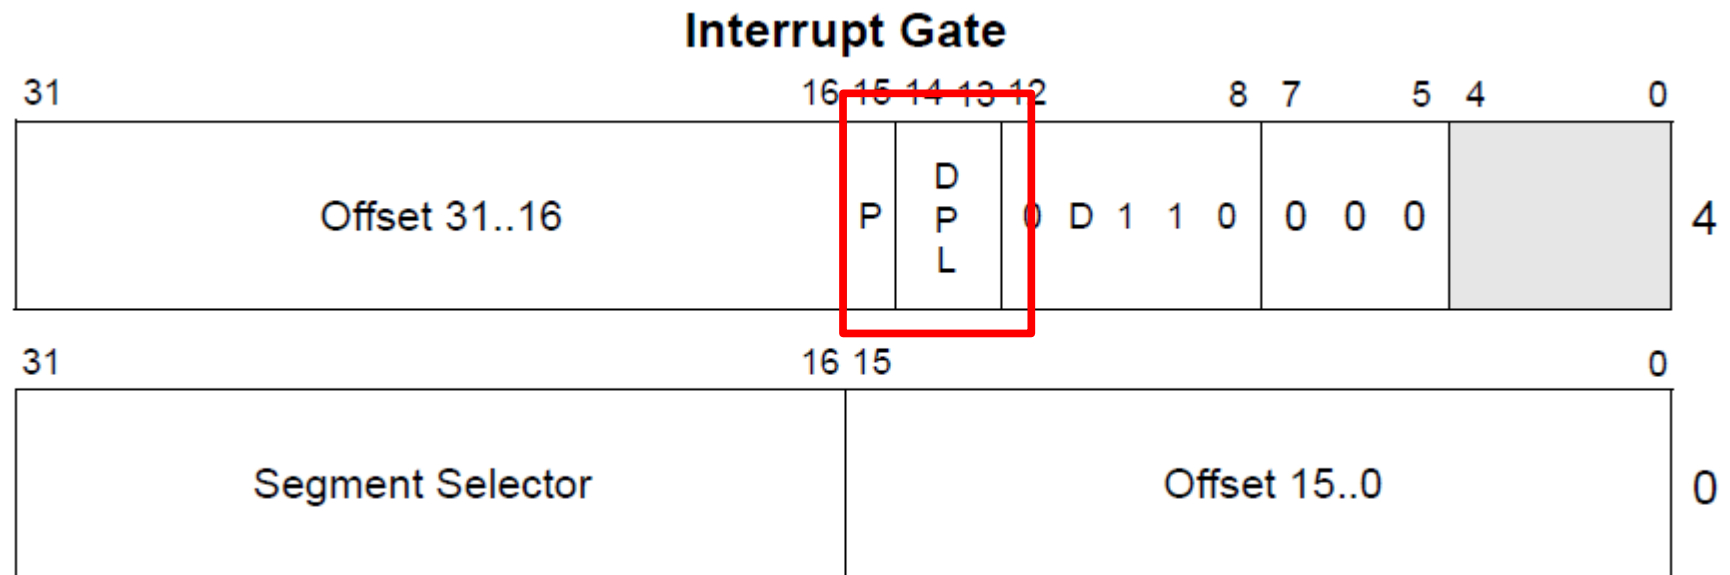 Interrupt Gate
31 16 15 14 13 12 8 7 5 4 0
Offset 31..16 P DPL 0 D 1 1 0 0 0 0 4
31 16 15 0
Segment Selector Offset 15..0 0